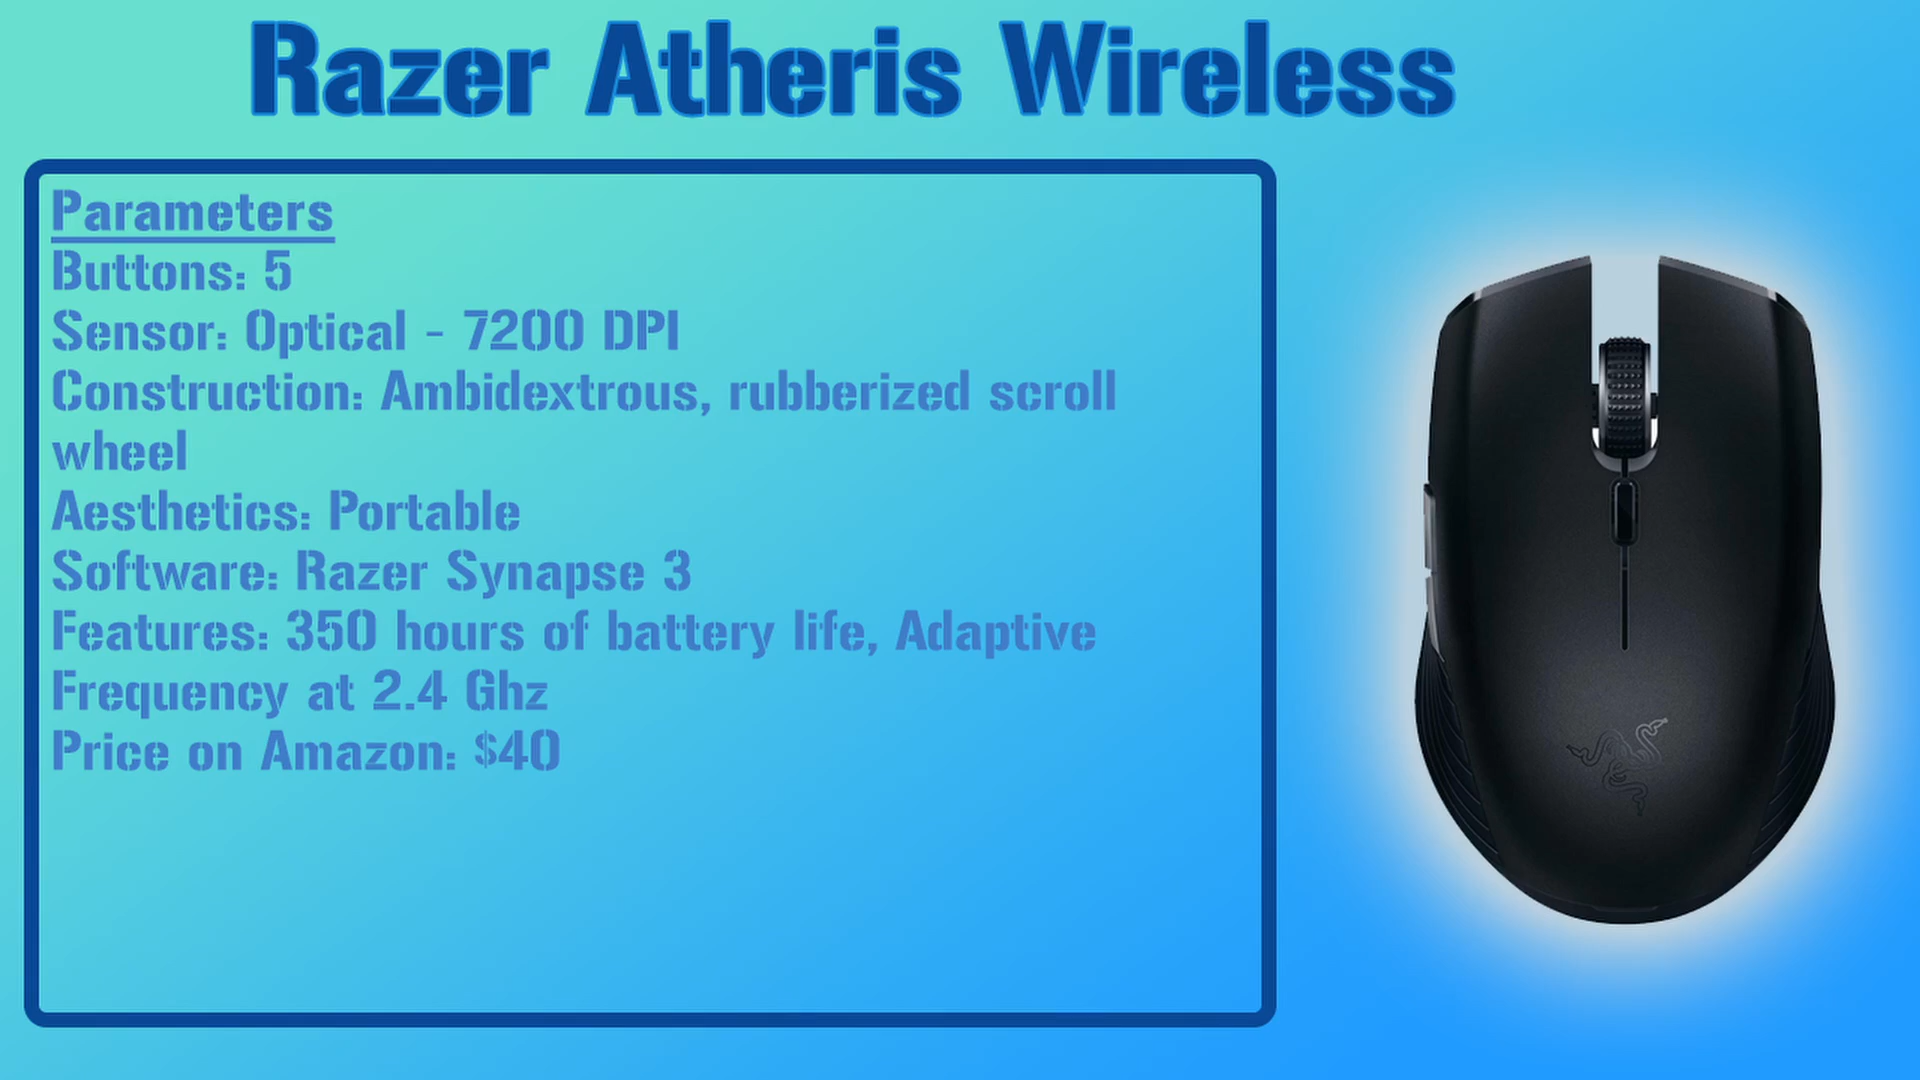 Razer Atheris Wireless
Parameters
Buttons: 5
Sensor: Optical - 7200 DPI
Construction: Ambidextrous, rubberized scroll
wheel
Aesthetics: Portable
Software: Razer Synapse 3
Features: 350 hours of battery life, Adaptive
Frequency at 2.4 Ghz
Price on Amazon: $40